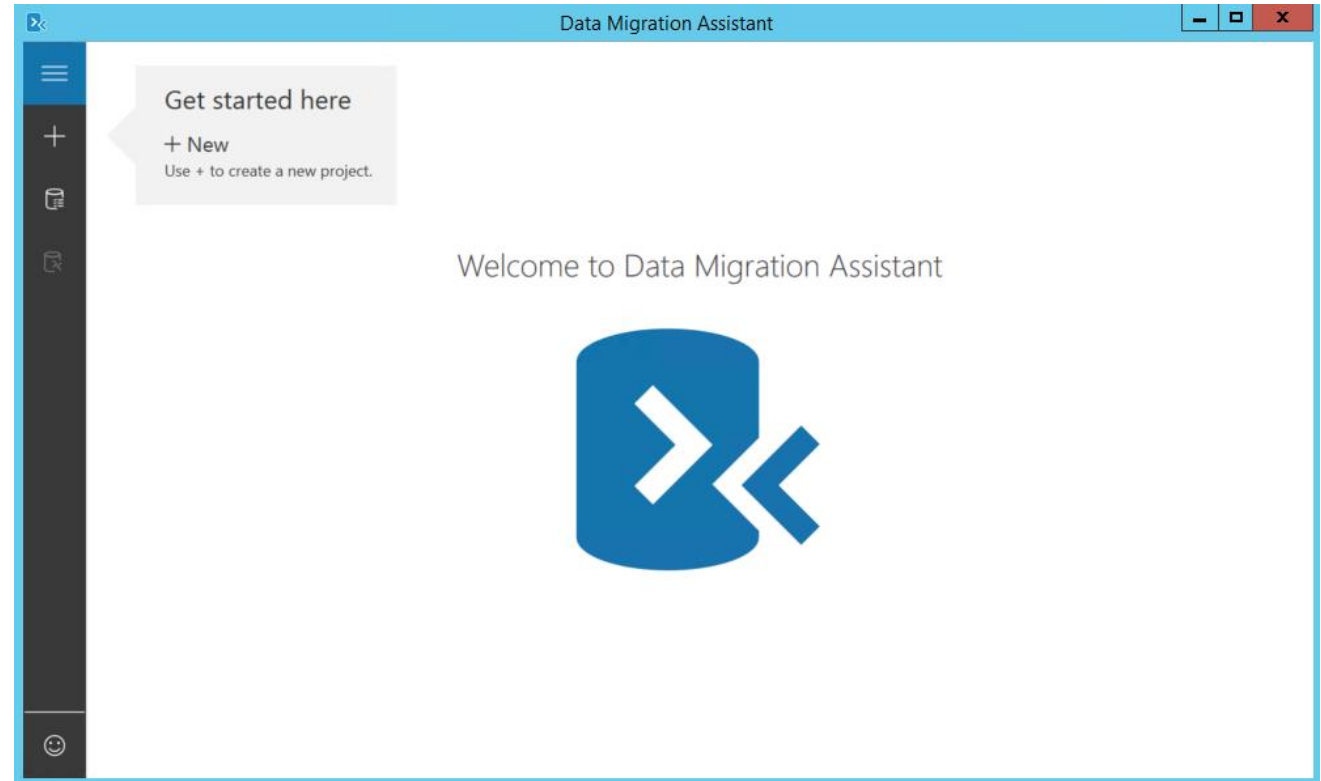 Data Migration Assistant
Get started here
+ New
Use + to create a new project.
Welcome to Data Migration Assistant